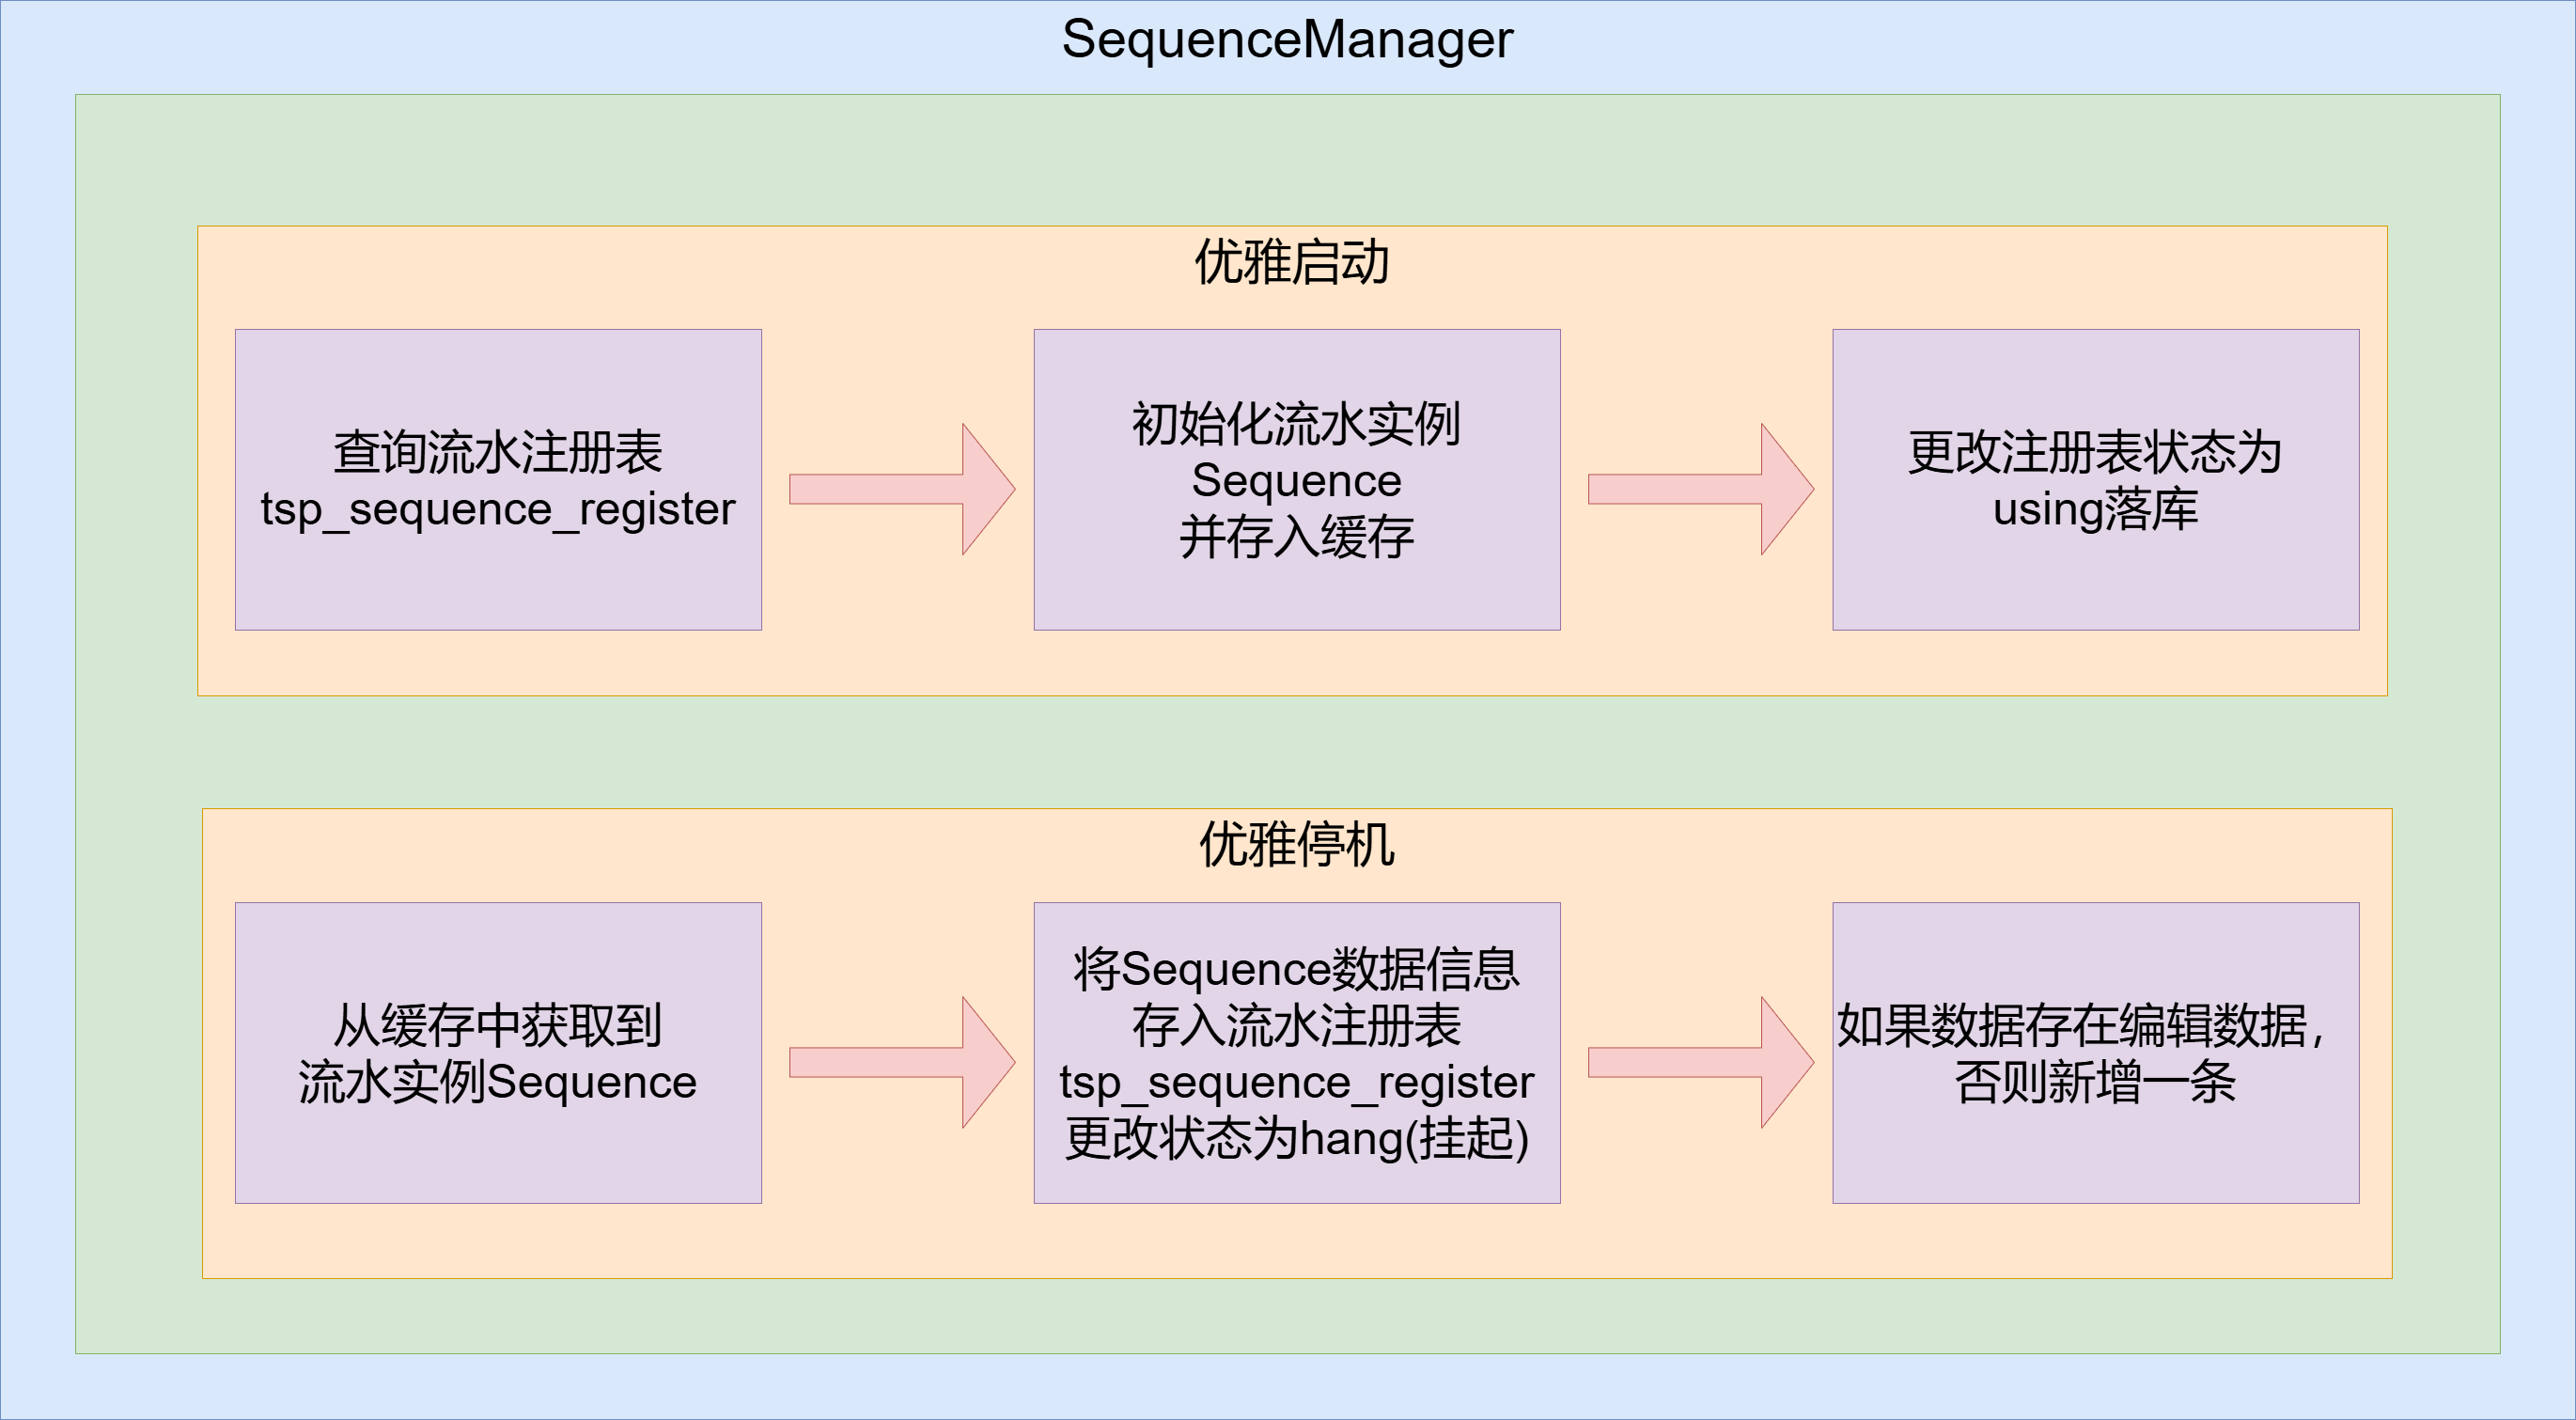 SequenceManager
优雅启动
查询流水注册表
tsp_sequence_register
初始化流水实例
Sequence
并存入缓存
更改注册表状态为
using落库
优雅停机
从缓存中获取到
流水实例Sequence
将Sequence数据信息
存入流水注册表
tsp_sequence_register
更改状态为hang(挂起)
如果数据存在编辑数据，
否则新增一条